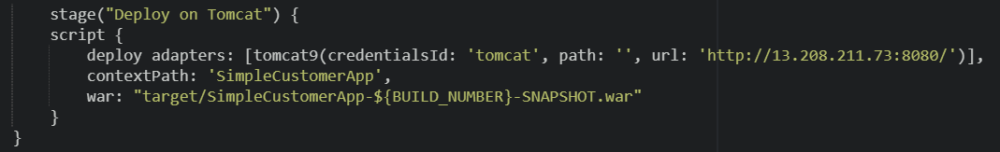 stage("Deploy on Tomcat") {
script {
deploy adapters: [tomcat9(credentialsId: 'tomcat', path: '', url: 'http://13.208.211.73:8080/')],
contextPath: 'SimpleCustomerApp',
war: "target/SimpleCustomerApp-${BUILD_NUMBER}-SNAPSHOT.war"
}
}